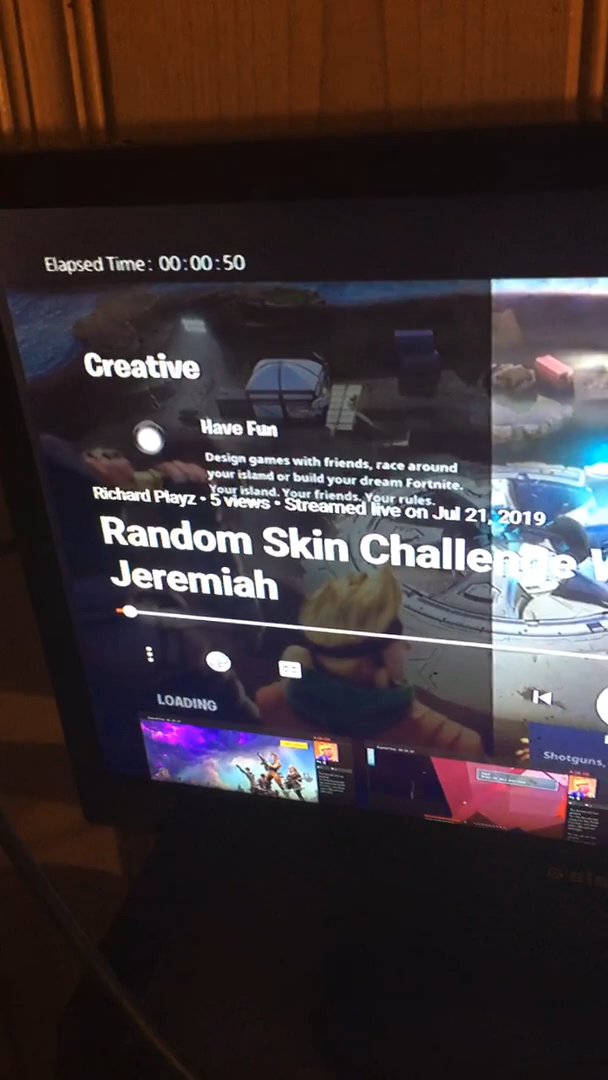 Elapsed Time: 00:00:50
Creative
Have Fun
Design games with friends, race around
your island or build your dream Fortnite.
Your island. Your friends. Your rules.
Richard Playz • 5 views • Streamed live on Jul 21, 2019
Random Skin Challenge W
Jeremiah
LOADING
Shotguns,